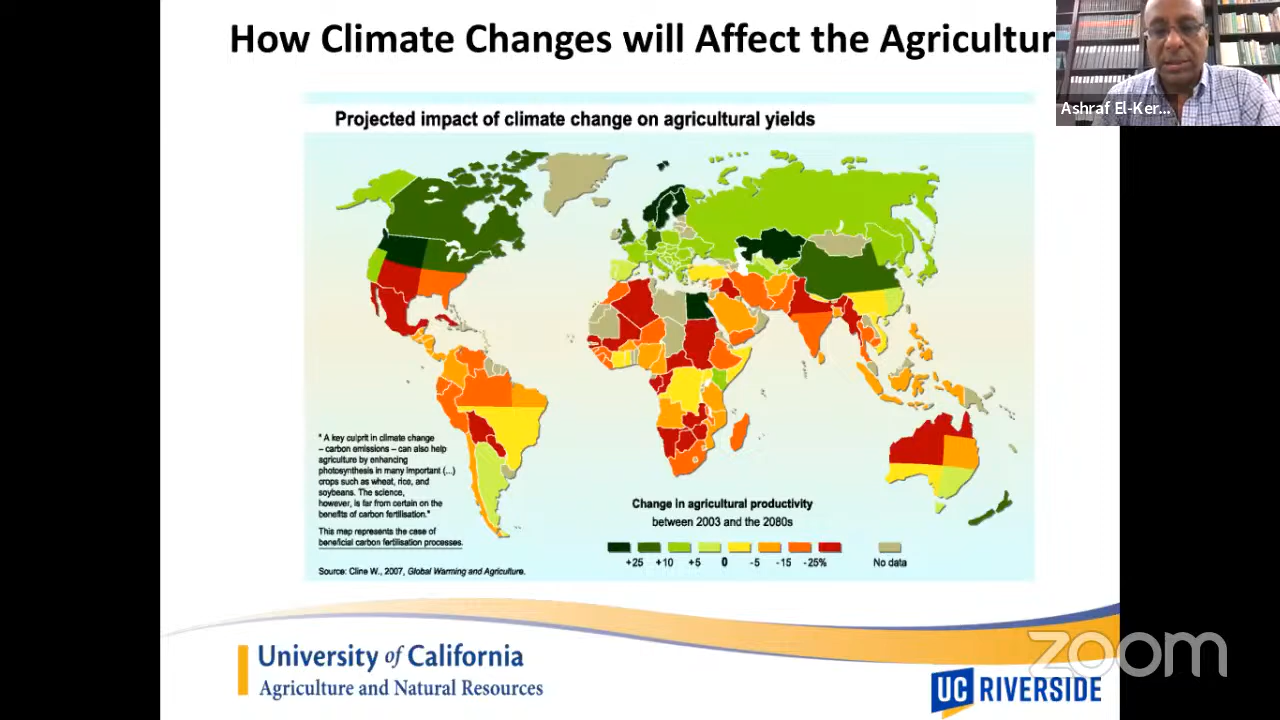 How Climate Changes will Affect the Agricultur
Ashraf El-Ker...
Projected impact of climate change on agricultural yields
" A key culprit in climate change
– carbon emissions – can also help
agriculture by enhancing
photosynthesis in many important (...)
crops such as wheat, rice, and
soybeans. The science,
however, is far from certain on the
benefits of carbon fertilisation."
This map represents the case of
beneficial carbon fertilisation processes.
Source: Cline W., 2007, Global Warming and Agriculture.
Change in agricultural productivity
between 2003 and the 2080s
+25 +10 +5 0 -5 -15 -25% No data
University of California
Agriculture and Natural Resources
zoom
UC RIVERSIDE